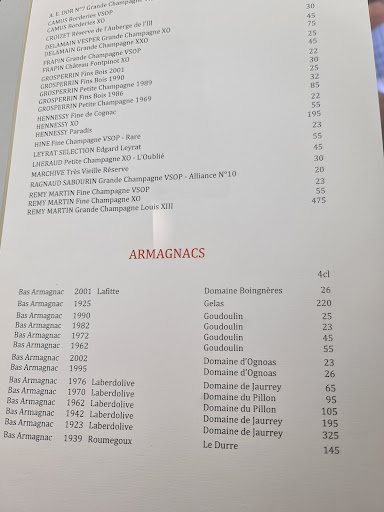 A. E. DOR N°7 Grande Champagne
CAMUS Borderies VSOP 30
CAMUS Borderies XO 45
CROIZET Réserve de l'Auberge de l'Ill 75
DELAMAIN VESPER Grande Champagne XO 25
DELAMAIN Grande Champagne XXO 45
FRAPIN Grande Champagne VSOP 22
FRAPIN Château Fontpinot XO 30
GROSPERRIN Fins Bois 2001 25
GROSPERRIN Fins Bois 1990 32
GROSPERRIN Petite Champagne 1989 85
GROSPERRIN Fins Bois 1986 22
GROSPERRIN Petite Champagne 1969 55
HENNESSY Fine de Cognac 195
HENNESSY XO 23
HENNESSY Paradis
HINE Fine Champagne VSOP - Rare 55
LEYRAT SELECTION Edgard Leyrat 45
LHERAUD Petite Champagne XO - L'Oublié 30
MARCHIVE Très Vieille Réserve 20
RAGNAUD SABOURIN Grande Champagne VSOP - Alliance N°10 23
REMY MARTIN Fine Champagne VSOP 55
REMY MARTIN Fine Champagne XO 475
REMY MARTIN Grande Champagne Louis XIII
ARMAGNACS
4cl
Bas Armagnac 2001 Lafitte Domaine Boingnères 26
Bas Armagnac 1925 Gelas 220
Bas Armagnac 1990 Goudoulin 25
Bas Armagnac 1982 Goudoulin 23
Bas Armagnac 1972 Goudoulin 45
Bas Armagnac 1962 Goudoulin 55
Bas Armagnac 2002 Domaine d'Ognoas 23
Bas Armagnac 1995 Domaine d'Ognoas 26
Bas Armagnac 1976 Laberdolive Domaine de Jaurrey 65
Bas Armagnac 1970 Laberdolive Domaine du Pillon 95
Bas Armagnac 1962 Laberdolive Domaine du Pillon 105
Bas Armagnac 1942 Laberdolive Domaine de Jaurrey 195
Bas Armagnac 1923 Laberdolive Domaine de Jaurrey 325
Bas Armagnac 1939 Roumegoux Le Durre 145